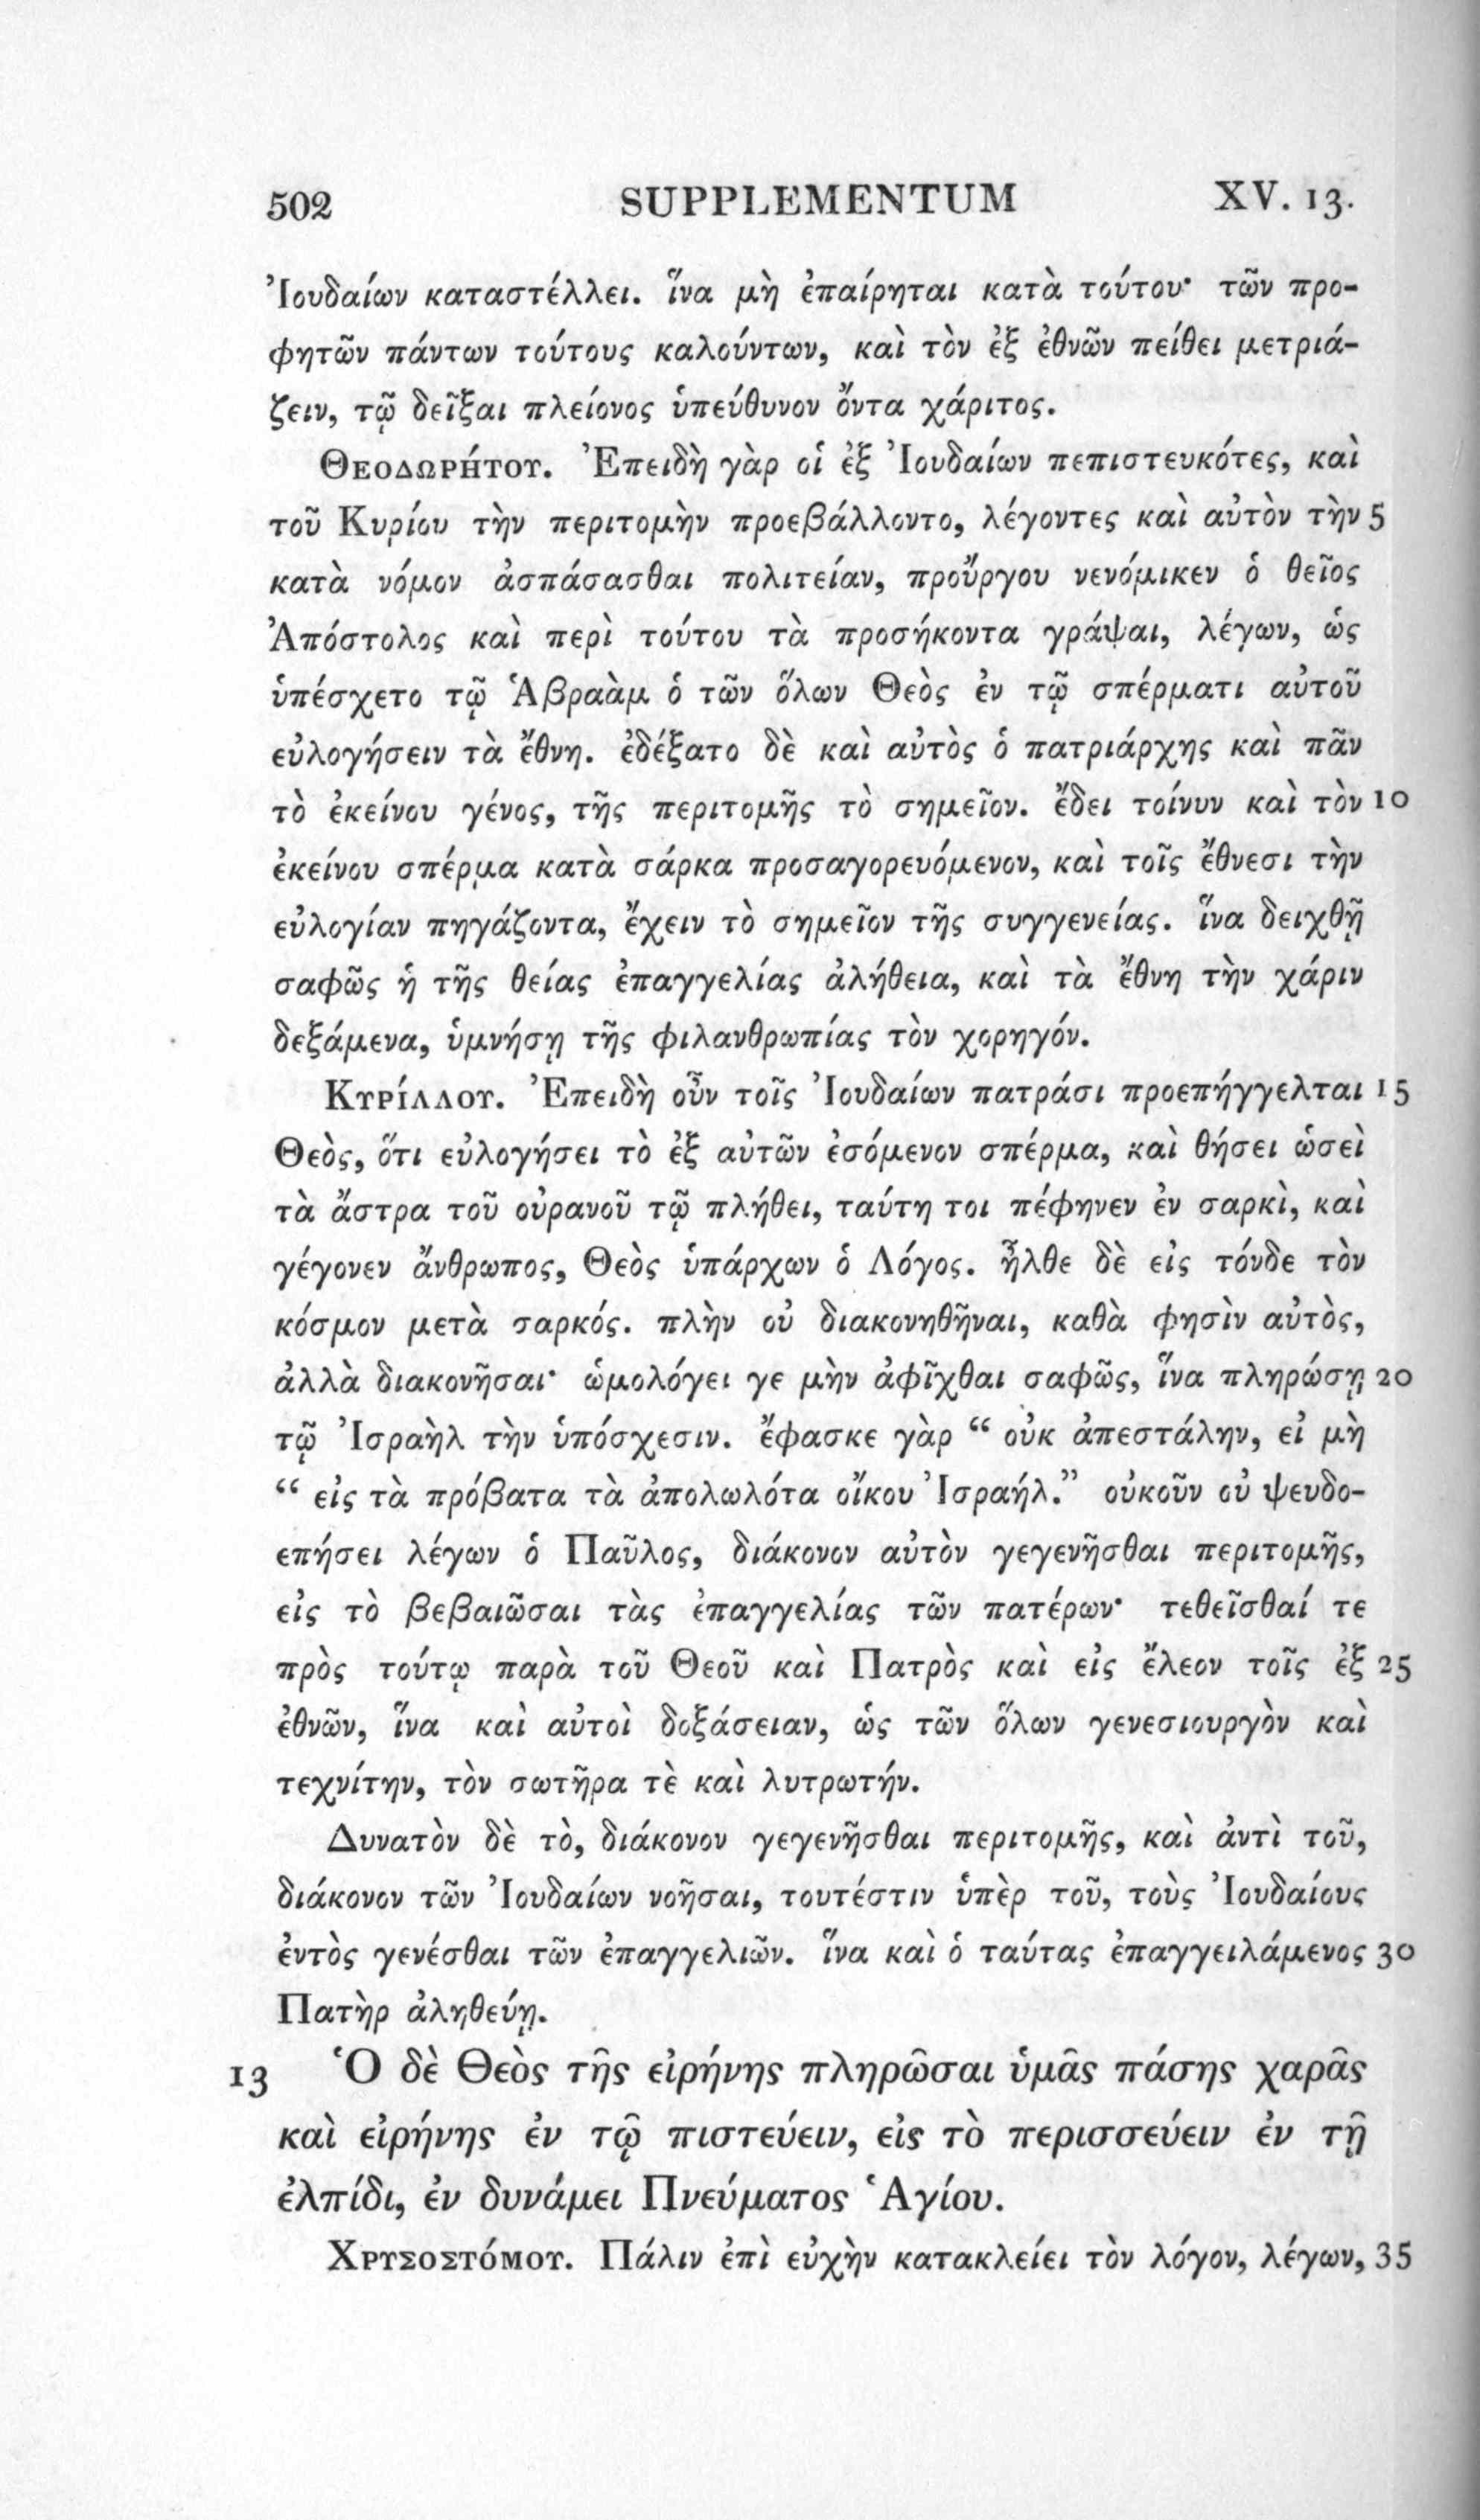 502 SUPPLEMENTUM XV. 13.
Ἰουδαίων καταστέλλει. ἵνα μὴ ἐπαίρηται κατὰ τούτου· τῶν προ-
φητῶν πάντων τούτους καλούντων, καὶ τὸν ἐξ ἐθνῶν πείθει μετριά-
ζειν, τῷ δεῖξαι πλείονος ὑπεύθυνον ὄντα χάριτος.
Θεοδωρήτου. Ἐπειδὴ γὰρ οἱ ἐξ Ἰουδαίων πεπιστευκότες, καὶ
τοῦ Κυρίου τὴν περιτομὴν προεβάλλοντο, λέγοντες καὶ αὐτὸν τὴν 5
κατὰ νόμον ἀσπάσασθαι πολιτείαν, προὔργου νενόμικεν ὁ θεῖος
Ἀπόστολος καὶ περὶ τούτου τὰ προσήκοντα γράψαι, λέγων, ὡς
ὑπέσχετο τῷ Ἀβραὰμ ὁ τῶν ὅλων Θεὸς ἐν τῷ σπέρματι αὐτοῦ
εὐλογήσειν τὰ ἔθνη. ἐδέξατο δὲ καὶ αὐτὸς ὁ πατριάρχης καὶ πᾶν
τὸ ἐκείνου γένος, τῆς περιτομῆς τὸ σημεῖον. ἔδει τοίνυν καὶ τὸν 10
ἐκείνου σπέρμα κατὰ σάρκα προσαγορευόμενον, καὶ τοῖς ἔθνεσι τὴν
εὐλογίαν πηγάζοντα, ἔχειν τὸ σημεῖον τῆς συγγενείας. ἵνα δειχθῇ
σαφῶς ἡ τῆς θείας ἐπαγγελίας ἀλήθεια, καὶ τὰ ἔθνη τὴν χάριν
δεξάμενα, ὑμνήσῃ τῆς φιλανθρωπίας τὸν χορηγόν.
Κυρίλλου. Ἐπειδὴ οὖν τοῖς Ἰουδαίων πατράσι προεπήγγελται 15
Θεὸς, ὅτι εὐλογήσει τὸ ἐξ αὐτῶν ἐσόμενον σπέρμα, καὶ θήσει ὡσεὶ
τὰ ἄστρα τοῦ οὐρανοῦ τῷ πλήθει, ταύτη τοι πέφηνεν ἐν σαρκὶ, καὶ
γέγονεν ἄνθρωπος, Θεὸς ὑπάρχων ὁ Λόγος. ἦλθε δὲ εἰς τόνδε τὸν
κόσμον μετὰ σαρκός. πλὴν οὐ διακονηθῆναι, καθὰ φησὶν αὐτὸς,
ἀλλὰ διακονῆσαι· ὡμολόγει γε μὴν ἀφῖχθαι σαφῶς, ἵνα πληρώσῃ 20
τῷ Ἰσραὴλ τὴν ὑπόσχεσιν. ἔφασκε γὰρ “ οὐκ ἀπεστάλην, εἰ μὴ
“ εἰς τὰ πρόβατα τὰ ἀπολωλότα οἴκου Ἰσραήλ.” οὐκοῦν οὐ ψευδο-
επήσει λέγων ὁ Παῦλος, διάκονον αὐτὸν γεγενῆσθαι περιτομῆς,
εἰς τὸ βεβαιῶσαι τὰς ἐπαγγελίας τῶν πατέρων· τεθεῖσθαί τε
πρὸς τούτῳ παρὰ τοῦ Θεοῦ καὶ Πατρὸς καὶ εἰς ἔλεον τοῖς ἐξ 25
ἐθνῶν, ἵνα καὶ αὐτοὶ δοξάσειαν, ὡς τῶν ὅλων γενεσιουργὸν καὶ
τεχνίτην, τὸν σωτῆρα τὲ καὶ λυτρωτήν.
Δυνατὸν δὲ τὸ, διάκονον γεγενῆσθαι περιτομῆς, καὶ ἀντὶ τοῦ,
διάκονον τῶν Ἰουδαίων νοῆσαι, τουτέστιν ὑπὲρ τοῦ, τοὺς Ἰουδαίους
ἐντὸς γενέσθαι τῶν ἐπαγγελιῶν. ἵνα καὶ ὁ ταύτας ἐπαγγειλάμενος 30
Πατὴρ ἀληθεύῃ.
13 Ὁ δὲ Θεὸς τῆς εἰρήνης πληρῶσαι ὑμᾶς πάσης χαρᾶς
καὶ εἰρήνης ἐν τῷ πιστεύειν, εἰς τὸ περισσεύειν ἐν τῇ
ἐλπίδι, ἐν δυνάμει Πνεύματος Ἁγίου.
Χρυσοστόμου. Πάλιν ἐπὶ εὐχὴν κατακλείει τὸν λόγον, λέγων, 35